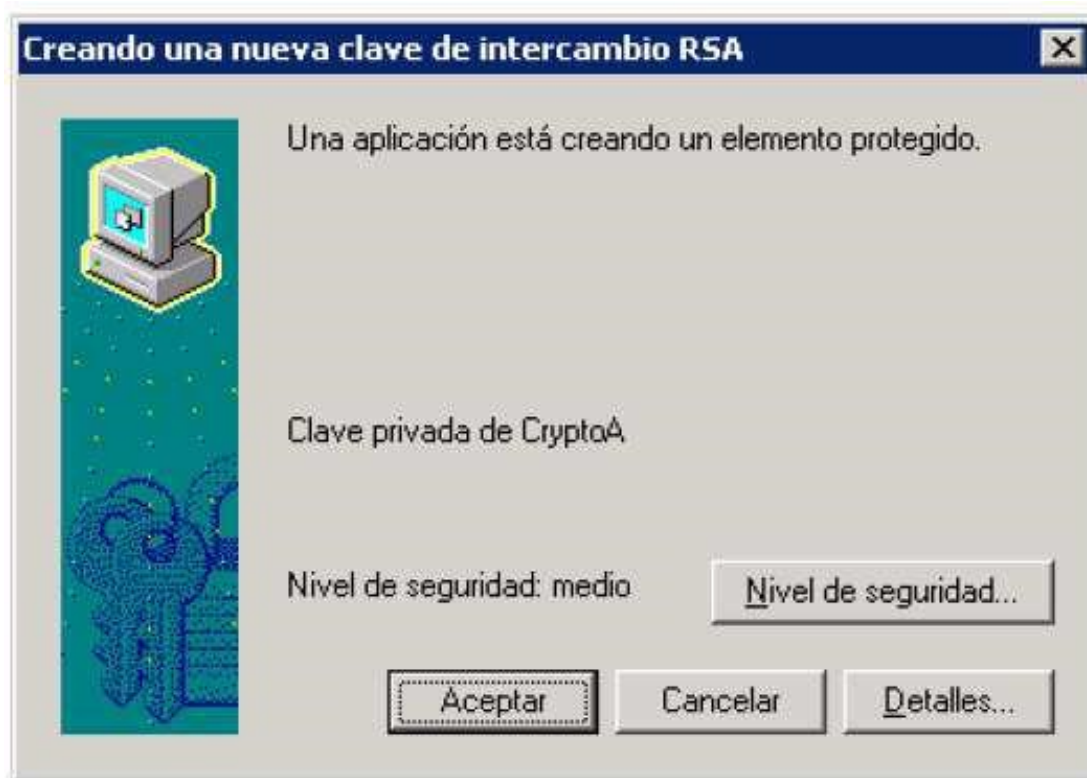 Creando una nueva clave de intercambio RSA
Una aplicación está creando un elemento protegido.
Clave privada de CryptoA
Nivel de seguridad: medio
Nivel de seguridad...
Aceptar
Cancelar
Detalles...